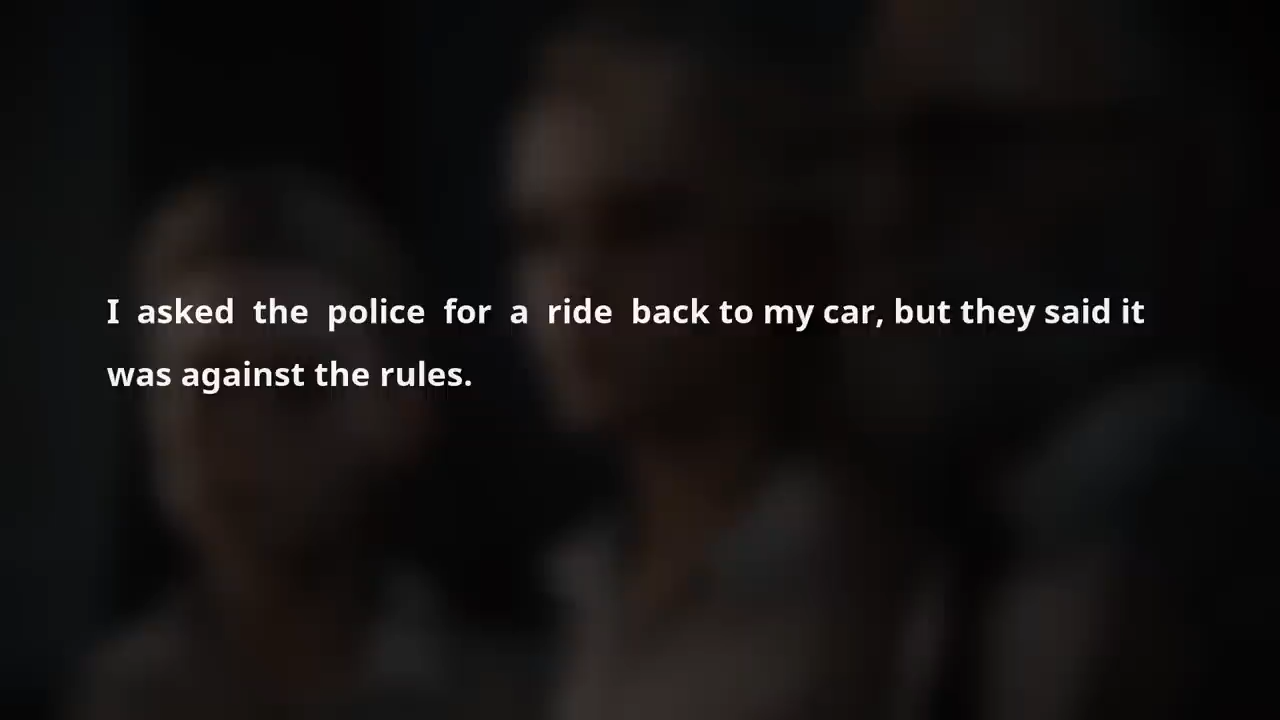 I asked the police for a ride back to my car, but they said it
was against the rules.